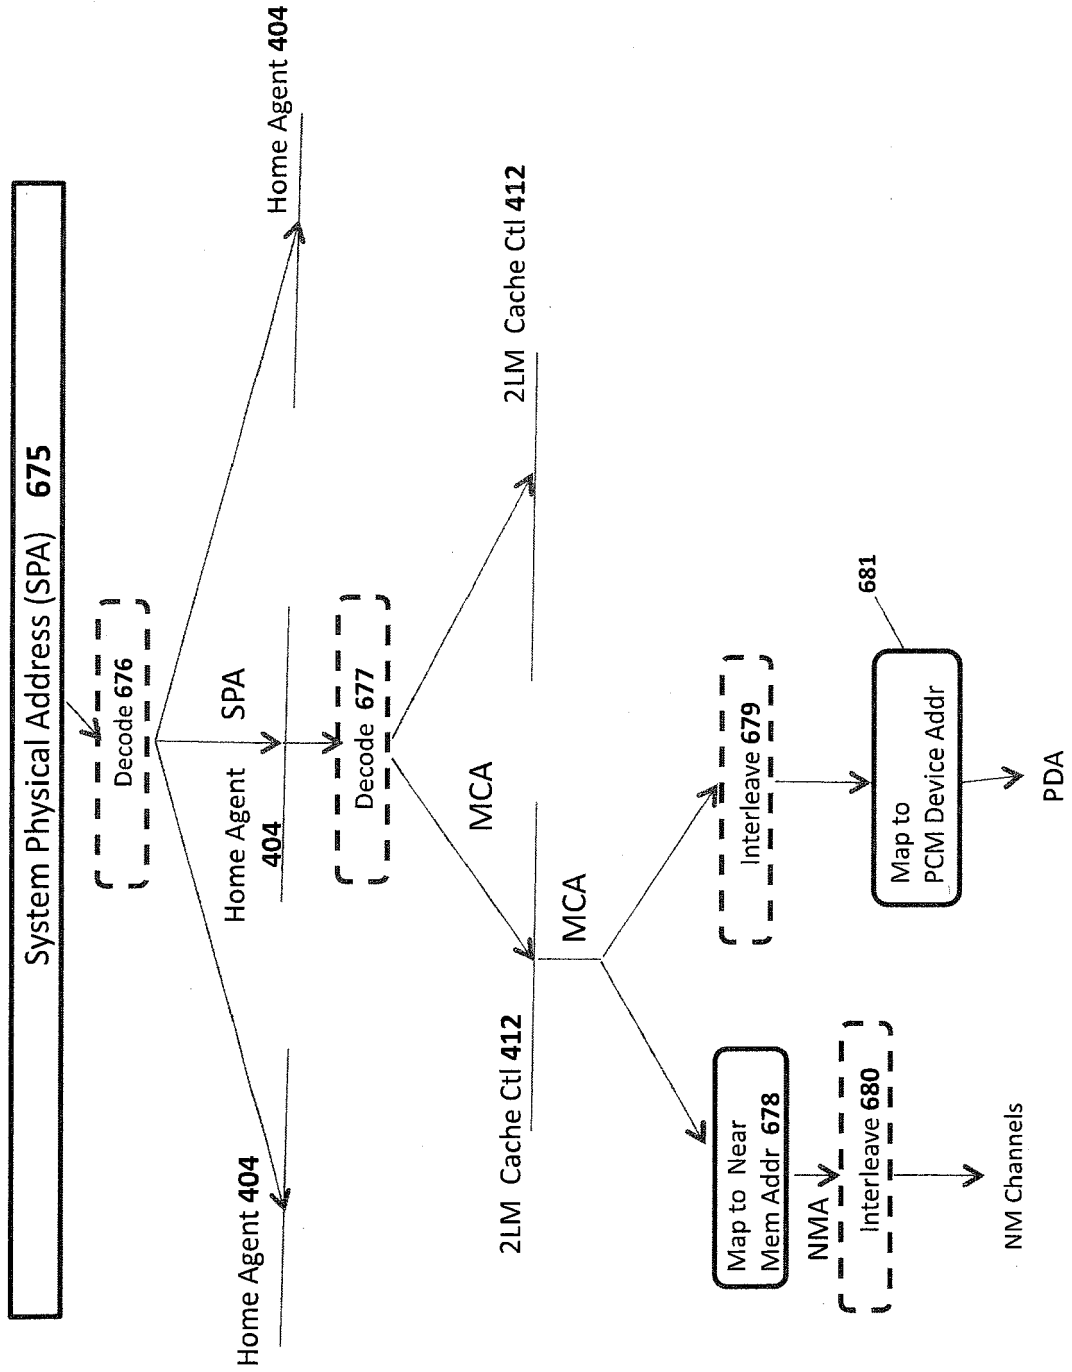 System Physical Address (SPA) 675
Decode 676
Home Agent 404
Home Agent
404
SPA
Home Agent 404
Decode 677
MCA
2LM Cache Ctl 412
2LM Cache Ctl 412
MCA
Map to Near
Mem Addr 678
NMA
Interleave 680
NM Channels
Interleave 679
681
Map to
PCM Device Addr
PDA